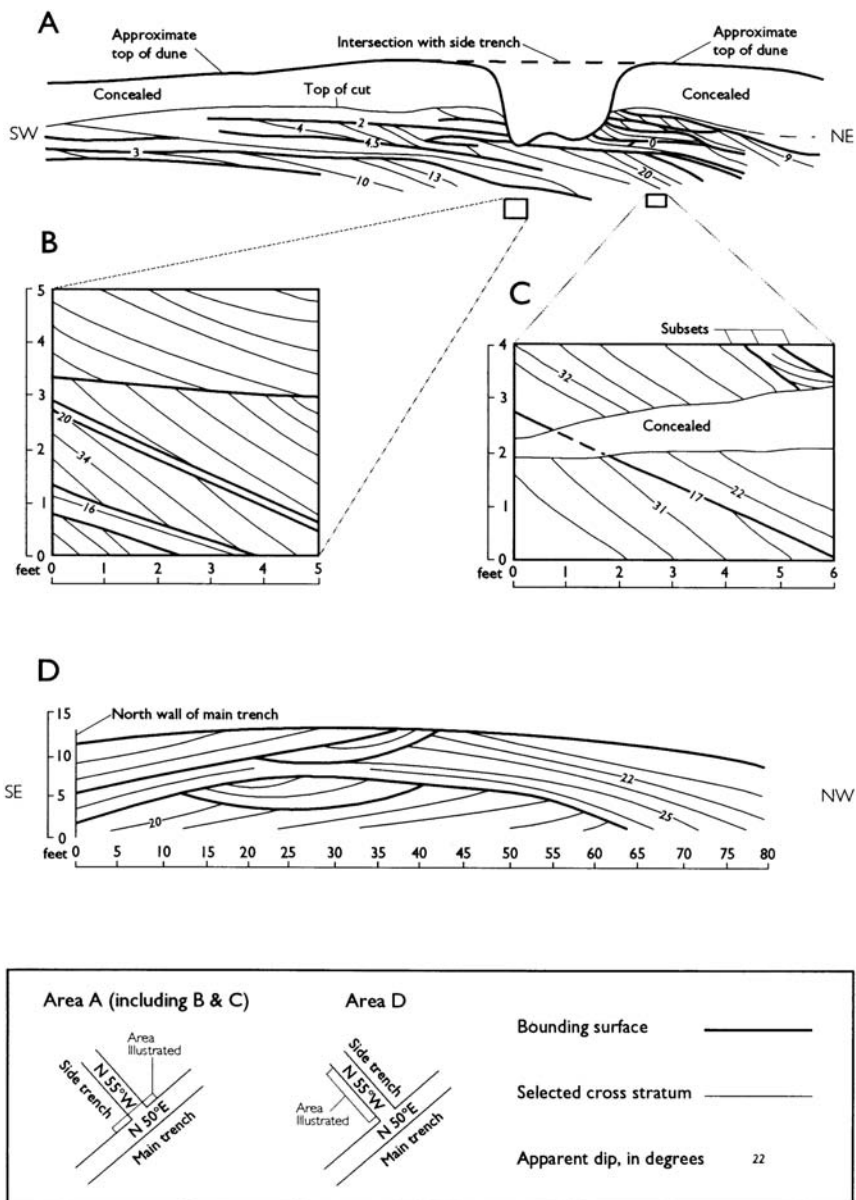 A
Approximate
top of dune
Intersection with side trench
Approximate
top of dune
Concealed
Top of cut
Concealed
SW
2
4
4.5
0
NE
3
10
13
20
9
B
5
4
3
2
1
0
20
34
16
feet
0 1 2 3 4 5
C
Subsets
4
3
2
1
0
32
Concealed
17
22
31
feet
0 1 2 3 4 5 6
D
15
10
5
0
North wall of main trench
SE
20
22
25
NW
feet
0 5 10 15 20 25 30 35 40 45 50 55 60 65 70 75 80
Area A (including B & C)
Area
Illustrated
Side trench
N 55°W
N 50°E
Main trench
Area D
Side trench
N 55°W
Area
Illustrated
N 50°E
Main trench
Bounding surface
Selected cross stratum
Apparent dip, in degrees 22